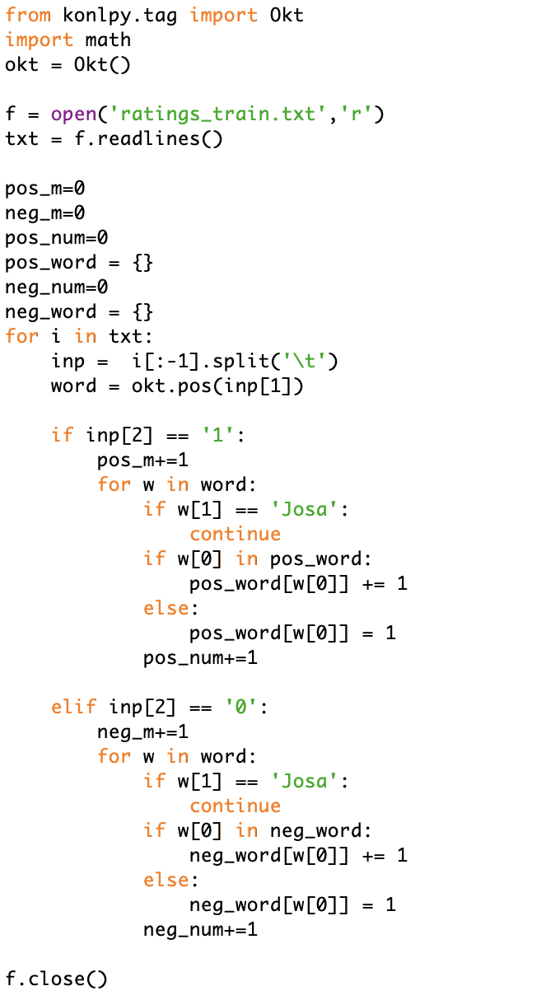 from konlpy.tag import Okt
import math
okt = Okt()

f = open('ratings_train.txt','r')
txt = f.readlines()

pos_m=0
neg_m=0
pos_num=0
pos_word = {}
neg_num=0
neg_word = {}
for i in txt:
    inp =  i[:-1].split('\t')
    word = okt.pos(inp[1])

    if inp[2] == '1':
        pos_m+=1
        for w in word:
            if w[1] == 'Josa':
                continue
            if w[0] in pos_word:
                pos_word[w[0]] += 1
            else:
                pos_word[w[0]] = 1
            pos_num+=1

    elif inp[2] == '0':
        neg_m+=1
        for w in word:
            if w[1] == 'Josa':
                continue
            if w[0] in neg_word:
                neg_word[w[0]] += 1
            else:
                neg_word[w[0]] = 1
            neg_num+=1

f.close()